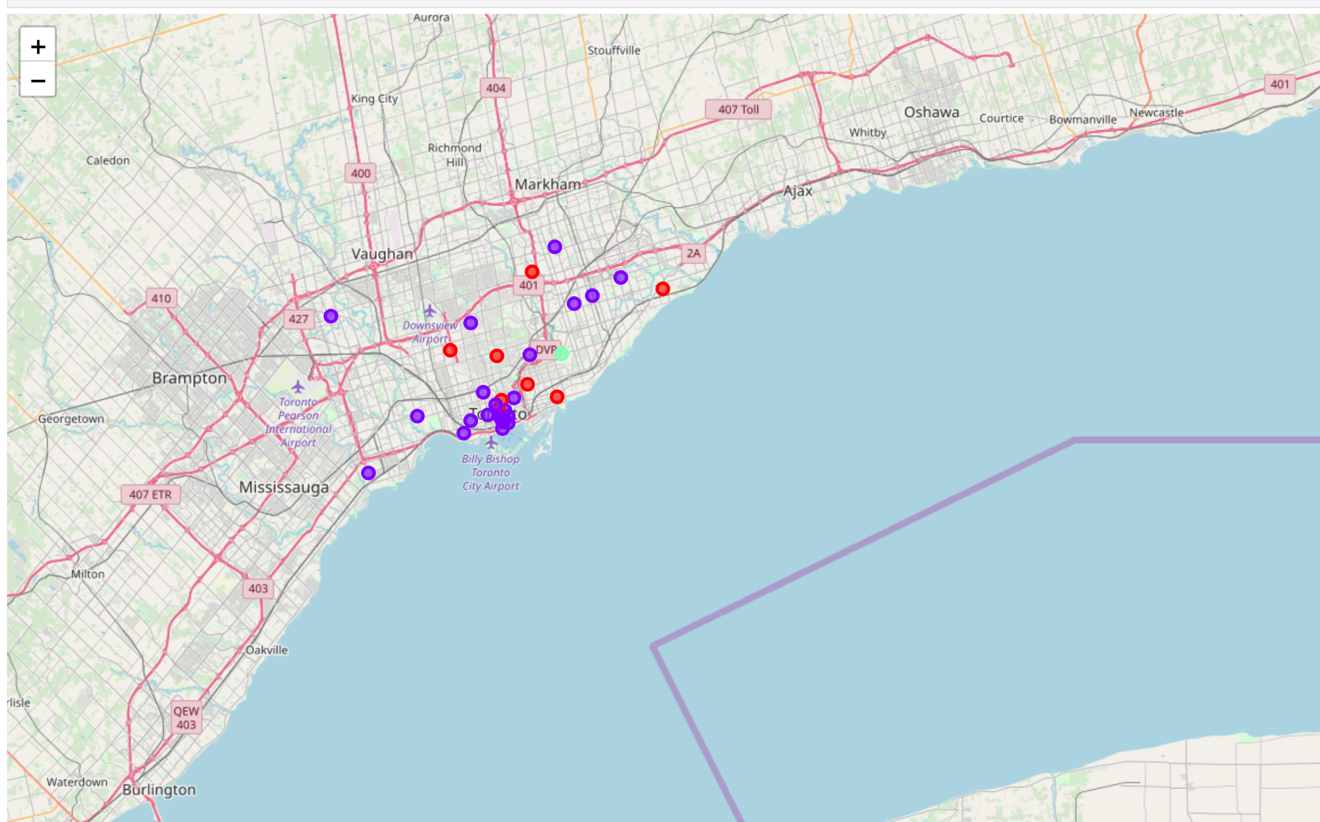 +
−
Aurora
Stouffville
404
King City
401
407 Toll
Oshawa
Newcastle
Courtice
Bowmanville
Whitby
Richmond
Hill
Caledon
400
Markham
Ajax
Vaughan
2A
401
410
427
Downsview
Airport
DVP
Brampton
Toronto
Pearson
International
Airport
Georgetown
Billy Bishop
Toronto
City Airport
Mississauga
407 ETR
Milton
403
Oakville
rlisle
QEW
403
Waterdown
Burlington